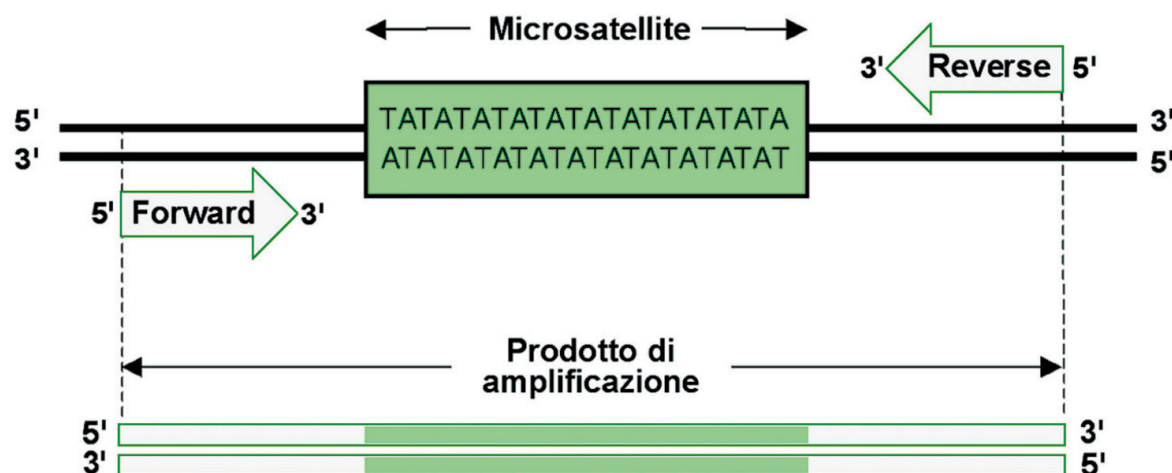 Microsatellite
3' Reverse 5'
5' TATATATATATATATATATATA 3'
3' ATATATATATATATATATATAT 5'
5' Forward 3'
Prodotto di
amplificazione
5' 3'
3' 5'